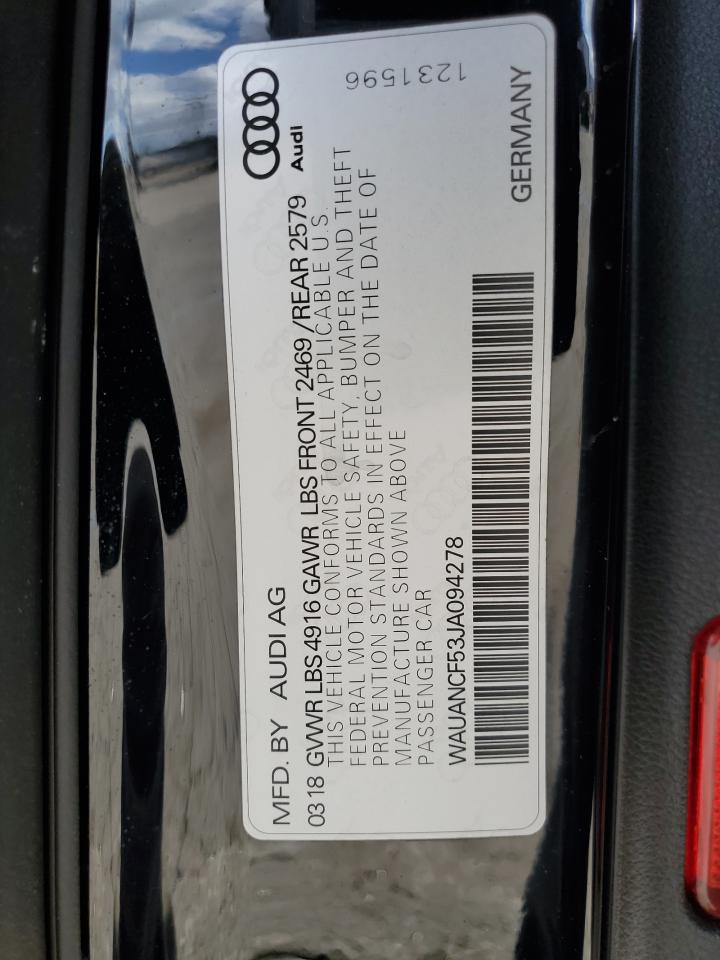 MFD. BY AUDI AG
Audi
0318 GVWR LBS 4916 GAWR LBS FRONT 2469 /REAR 2579
THIS VEHICLE CONFORMS TO ALL APPLICABLE U.S.
FEDERAL MOTOR VEHICLE SAFETY, BUMPER AND THEFT
PREVENTION STANDARDS IN EFFECT ON THE DATE OF
MANUFACTURE SHOWN ABOVE
PASSENGER CAR
1231596
WAUANCF53JA094278
GERMANY